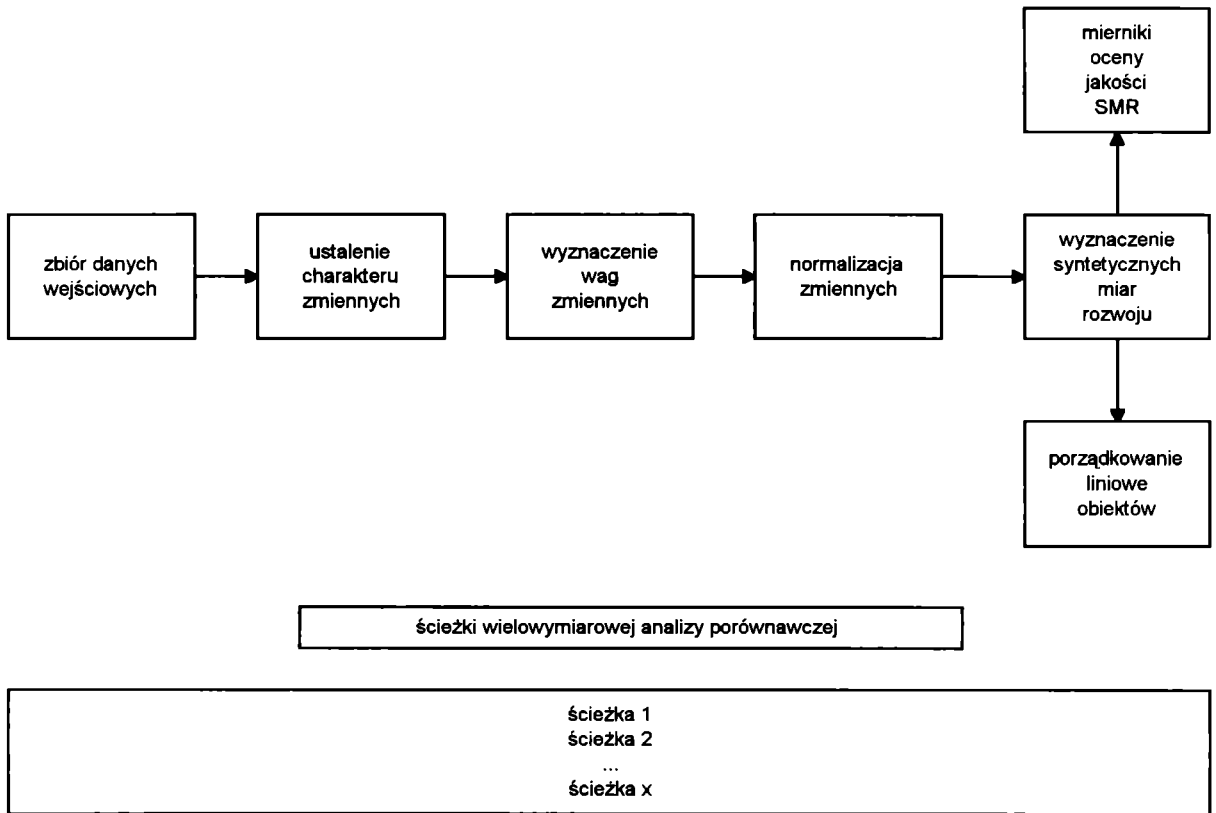 mierniki
oceny
jakości
SMR
zbiór danych
wejściowych
ustalenie
charakteru
zmiennych
wyznaczenie
wag
zmiennych
normalizacja
zmiennych
wyznaczenie
syntetycznych
miar
rozwoju
porządkowanie
liniowe
obiektów
ścieżki wielowymiarowej analizy porównawczej
ścieżka 1
ścieżka 2
...
ścieżka x